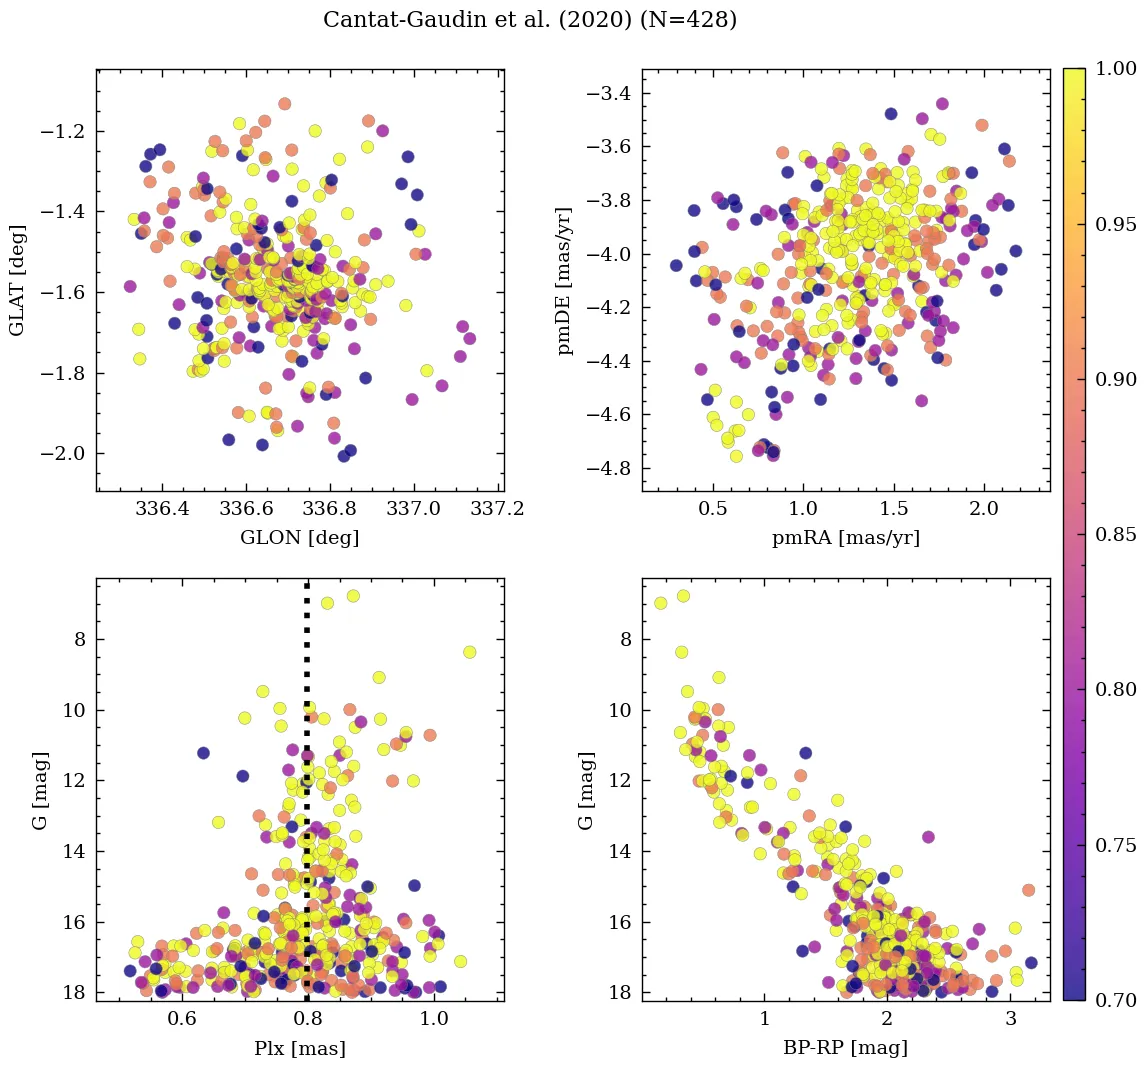 Cantat-Gaudin et al. (2020) (N=428)
−1.2
−1.4
−1.6
−1.8
−2.0
GLAT [deg]
336.4 336.6 336.8 337.0 337.2
GLON [deg]
−3.4
−3.6
−3.8
−4.0
−4.2
−4.4
−4.6
−4.8
pmDE [mas/yr]
0.5 1.0 1.5 2.0
pmRA [mas/yr]
8
10
12
14
16
18
G [mag]
0.6 0.8 1.0
Plx [mas]
8
10
12
14
16
18
G [mag]
1 2 3
BP-RP [mag]
1.00
0.95
0.90
0.85
0.80
0.75
0.70